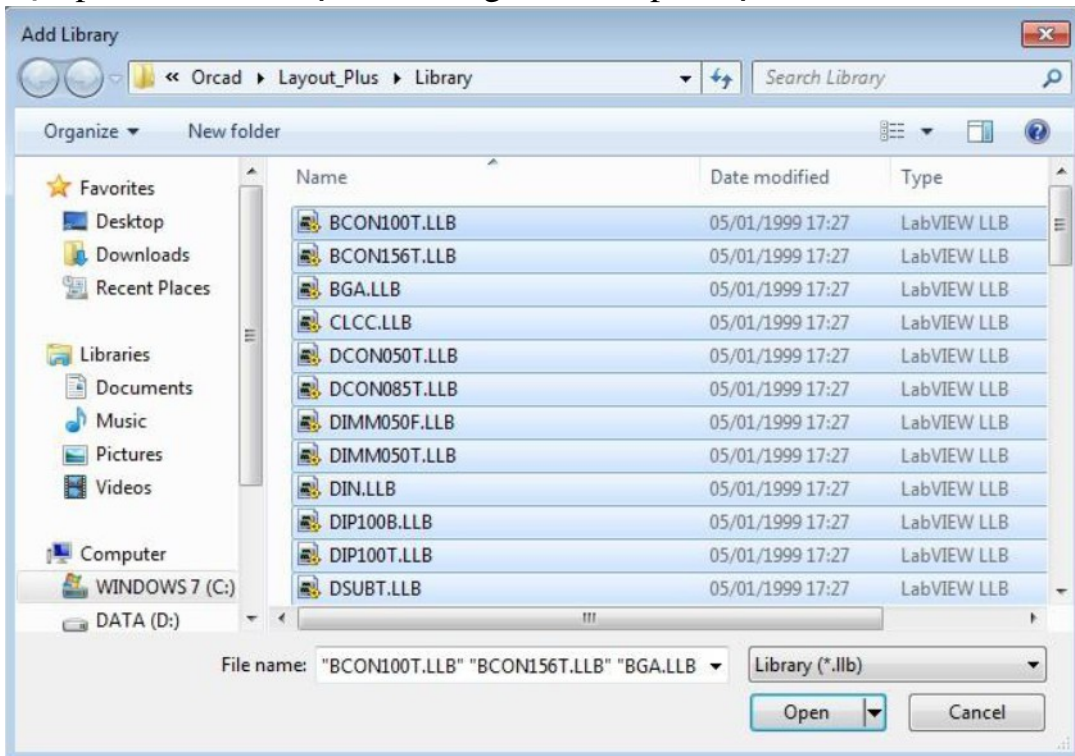 Add Library
« Orcad ▸ Layout_Plus ▸ Library Search Library
Organize New folder
Favorites
Desktop
Downloads
Recent Places
Libraries
Documents
Music
Pictures
Videos
Computer
WINDOWS 7 (C:)
DATA (D:)
Name Date modified Type
BCON100T.LLB 05/01/1999 17:27 LabVIEW LLB
BCON156T.LLB 05/01/1999 17:27 LabVIEW LLB
BGA.LLB 05/01/1999 17:27 LabVIEW LLB
CLCC.LLB 05/01/1999 17:27 LabVIEW LLB
DCON050T.LLB 05/01/1999 17:27 LabVIEW LLB
DCON085T.LLB 05/01/1999 17:27 LabVIEW LLB
DIMM050F.LLB 05/01/1999 17:27 LabVIEW LLB
DIMM050T.LLB 05/01/1999 17:27 LabVIEW LLB
DIN.LLB 05/01/1999 17:27 LabVIEW LLB
DIP100B.LLB 05/01/1999 17:27 LabVIEW LLB
DIP100T.LLB 05/01/1999 17:27 LabVIEW LLB
DSUBT.LLB 05/01/1999 17:27 LabVIEW LLB
File name: "BCON100T.LLB" "BCON156T.LLB" "BGA.LLB Library (*.llb)
Open Cancel